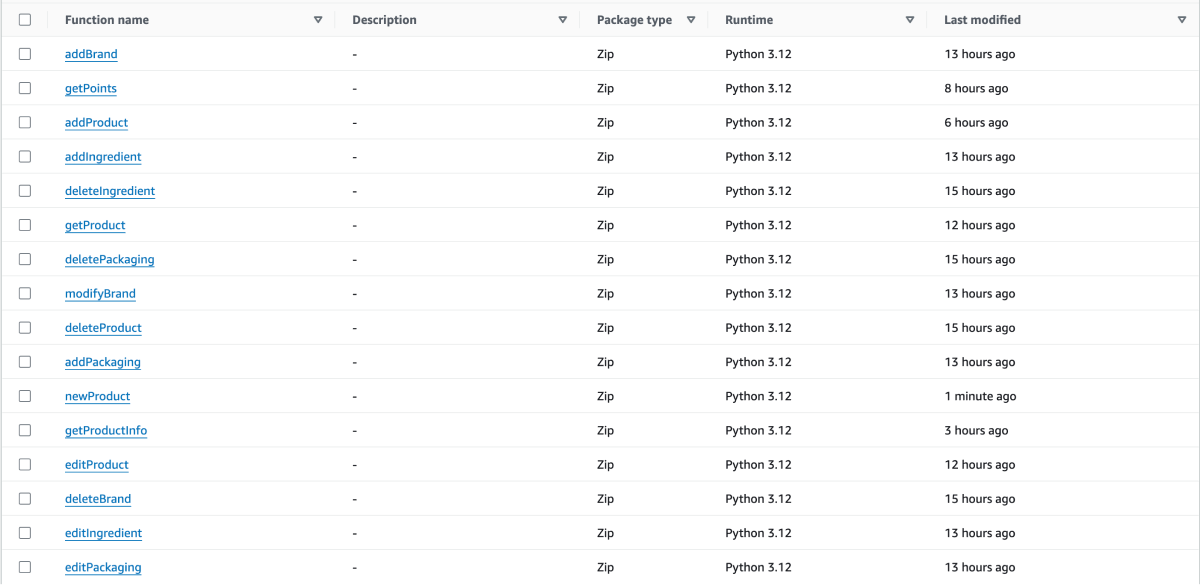 Function name Description Package type Runtime Last modified
addBrand - Zip Python 3.12 13 hours ago
getPoints - Zip Python 3.12 8 hours ago
addProduct - Zip Python 3.12 6 hours ago
addIngredient - Zip Python 3.12 13 hours ago
deleteIngredient - Zip Python 3.12 15 hours ago
getProduct - Zip Python 3.12 12 hours ago
deletePackaging - Zip Python 3.12 15 hours ago
modifyBrand - Zip Python 3.12 13 hours ago
deleteProduct - Zip Python 3.12 15 hours ago
addPackaging - Zip Python 3.12 13 hours ago
newProduct - Zip Python 3.12 1 minute ago
getProductInfo - Zip Python 3.12 3 hours ago
editProduct - Zip Python 3.12 12 hours ago
deleteBrand - Zip Python 3.12 15 hours ago
editIngredient - Zip Python 3.12 13 hours ago
editPackaging - Zip Python 3.12 13 hours ago